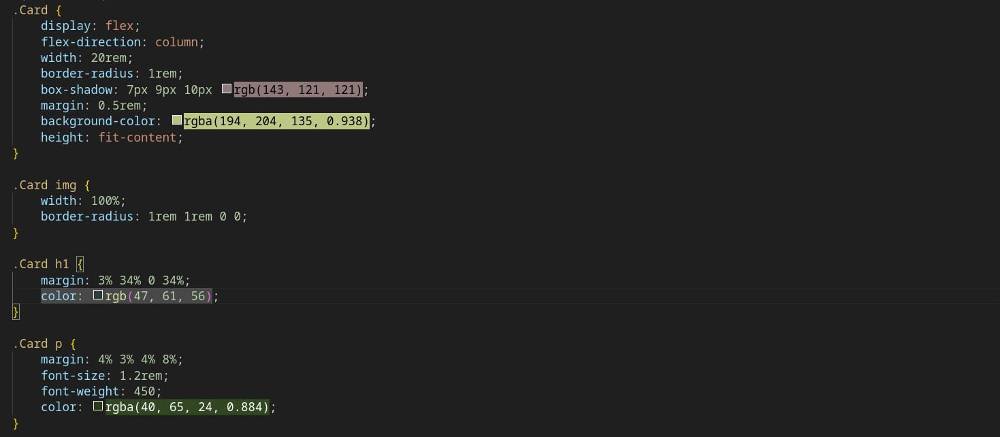 .Card {
display: flex;
flex-direction: column;
width: 20rem;
border-radius: 1rem;
box-shadow: 7px 9px 10px rgb(143, 121, 121);
margin: 0.5rem;
background-color: rgba(194, 204, 135, 0.938);
height: fit-content;
}
.Card img {
width: 100%;
border-radius: 1rem 1rem 0 0;
}
.Card h1 {
margin: 3% 34% 0 34%;
color: rgb(47, 61, 56);
}
.Card p {
margin: 4% 3% 4% 8%;
font-size: 1.2rem;
font-weight: 450;
color: rgba(40, 65, 24, 0.884);
}